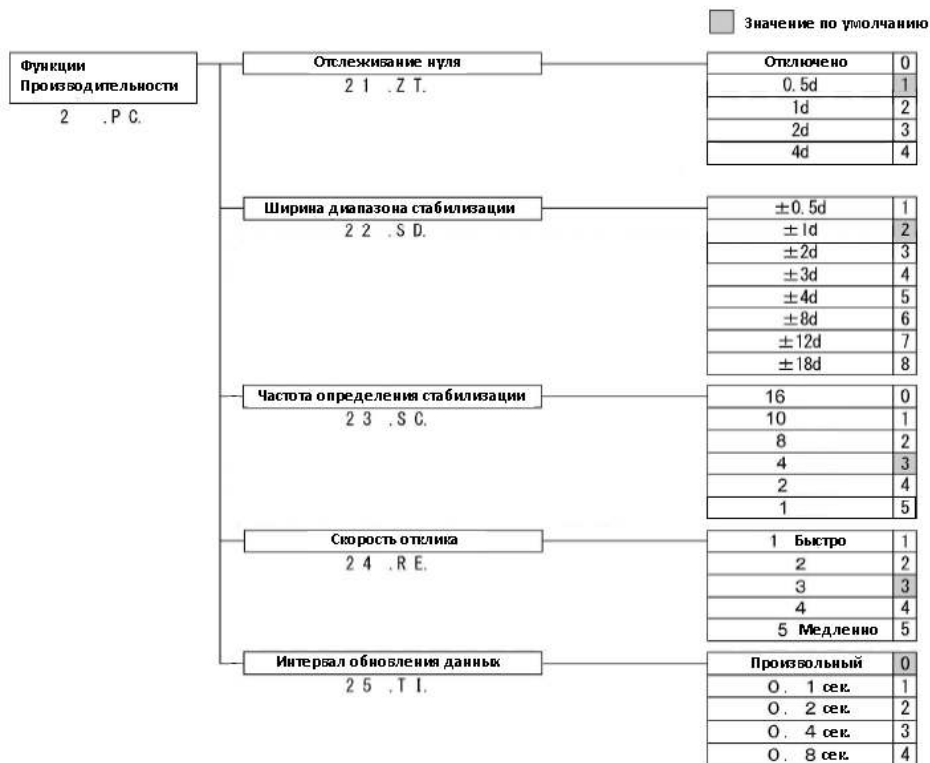 Значение по умолчанию
Функции
Производительности
2 .P C.
Отслеживание нуля
2 1 .Z T.
Отключено 0
0. 5d 1
1d 2
2d 3
4d 4
Ширина диапазона стабилизации
2 2 .S D.
±0. 5d 1
±1d 2
±2d 3
±3d 4
±4d 5
±8d 6
±12d 7
±18d 8
Частота определения стабилизации
2 3 .S C.
16 0
10 1
8 2
4 3
2 4
1 5
Скорость отклика
2 4 .R E.
1 Быстро 1
2 2
3 3
4 4
5 Медленно 5
Интервал обновления данных
2 5 .T I.
Произвольный 0
0. 1 сек. 1
0. 2 сек. 2
0. 4 сек. 3
0. 8 сек. 4